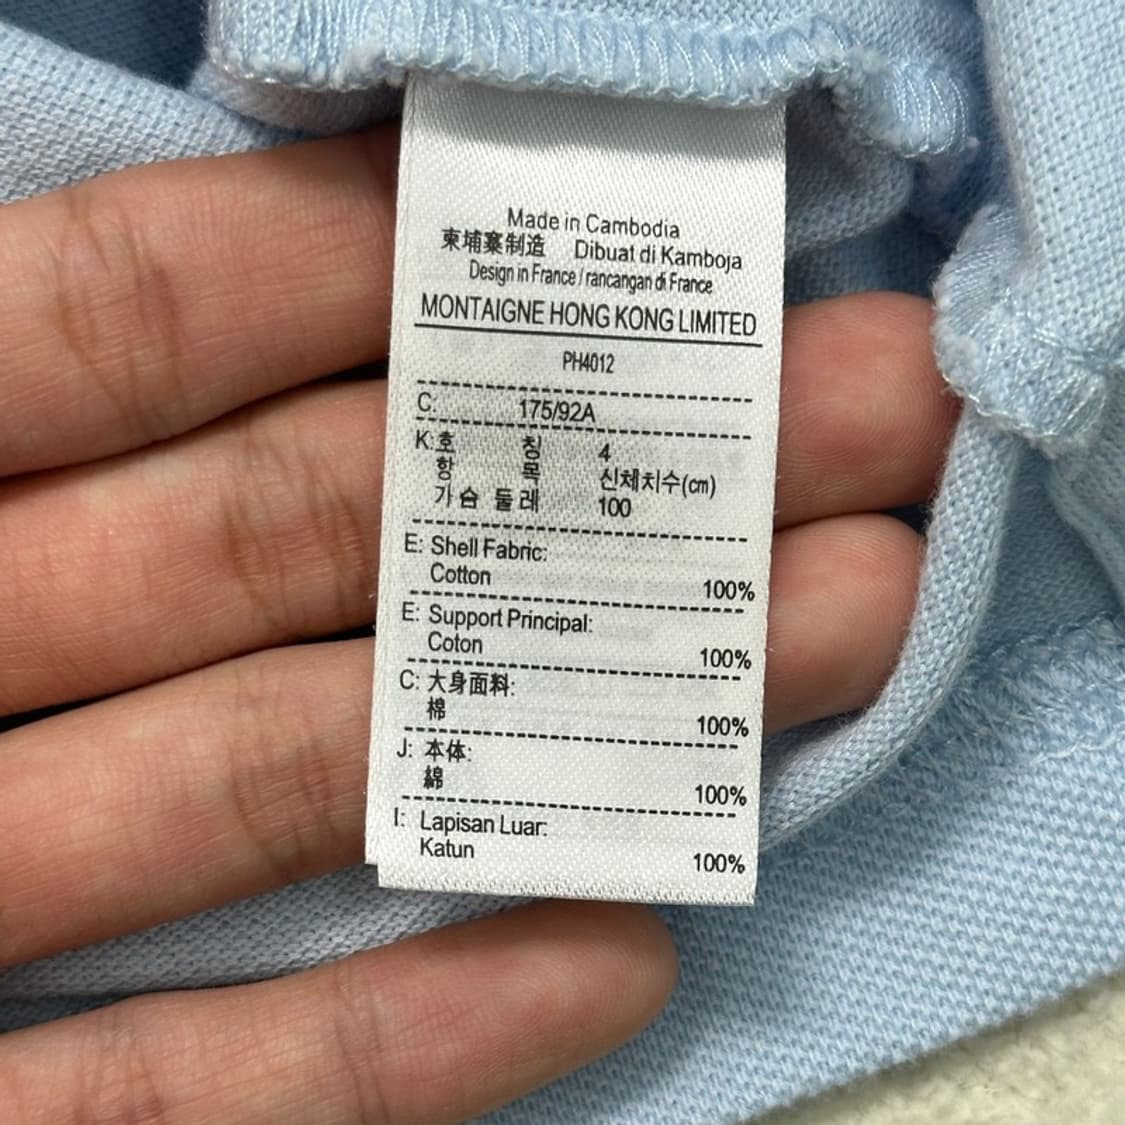 Made in Cambodia
柬埔寨制造 Dibuat di Kamboja
Design in France / rancangan di France
MONTAIGNE HONG KONG LIMITED
PH4012
C: 175/92A
K: 호 칭 4
항 목 신체치수(cm)
가슴 둘레 100
E: Shell Fabric:
Cotton 100%
E: Support Principal:
Coton 100%
C: 大身面料:
棉 100%
J: 本体:
綿 100%
I: Lapisan Luar:
Katun 100%